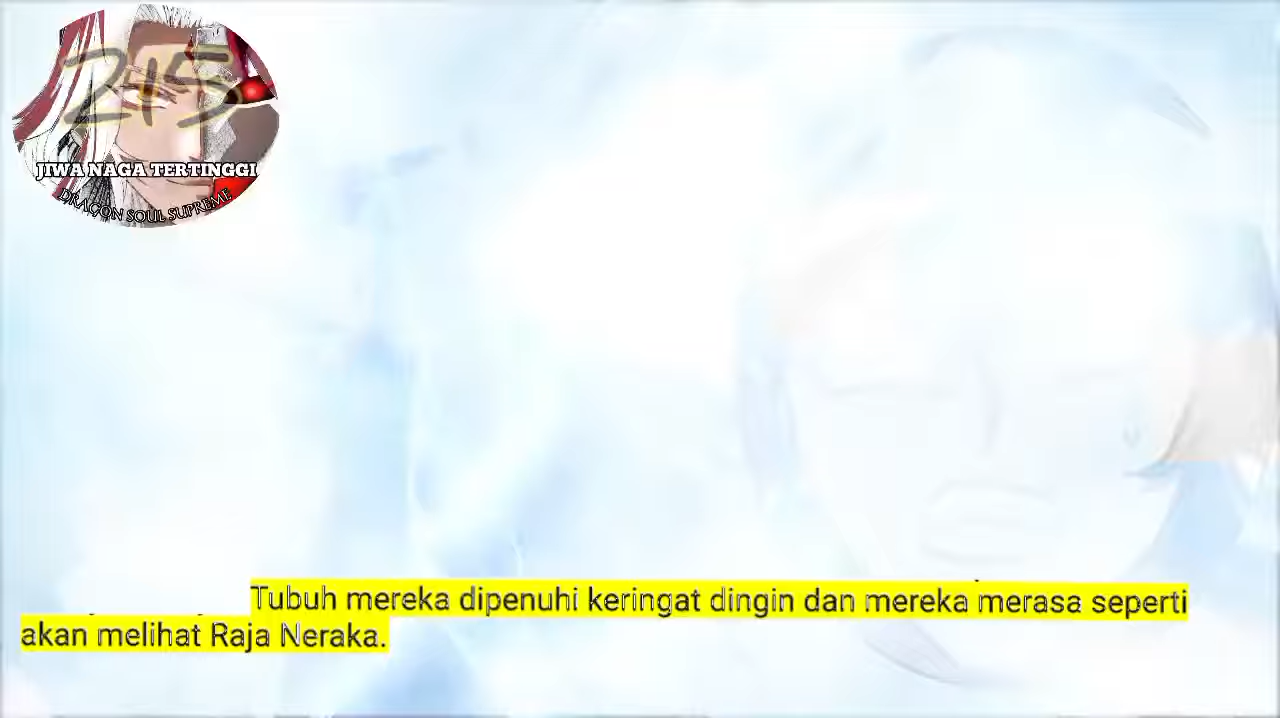 215
JIWA NAGA TERTINGGI
DRAGON SOUL SUPREME
Tubuh mereka dipenuhi keringat dingin dan mereka merasa seperti
akan melihat Raja Neraka.